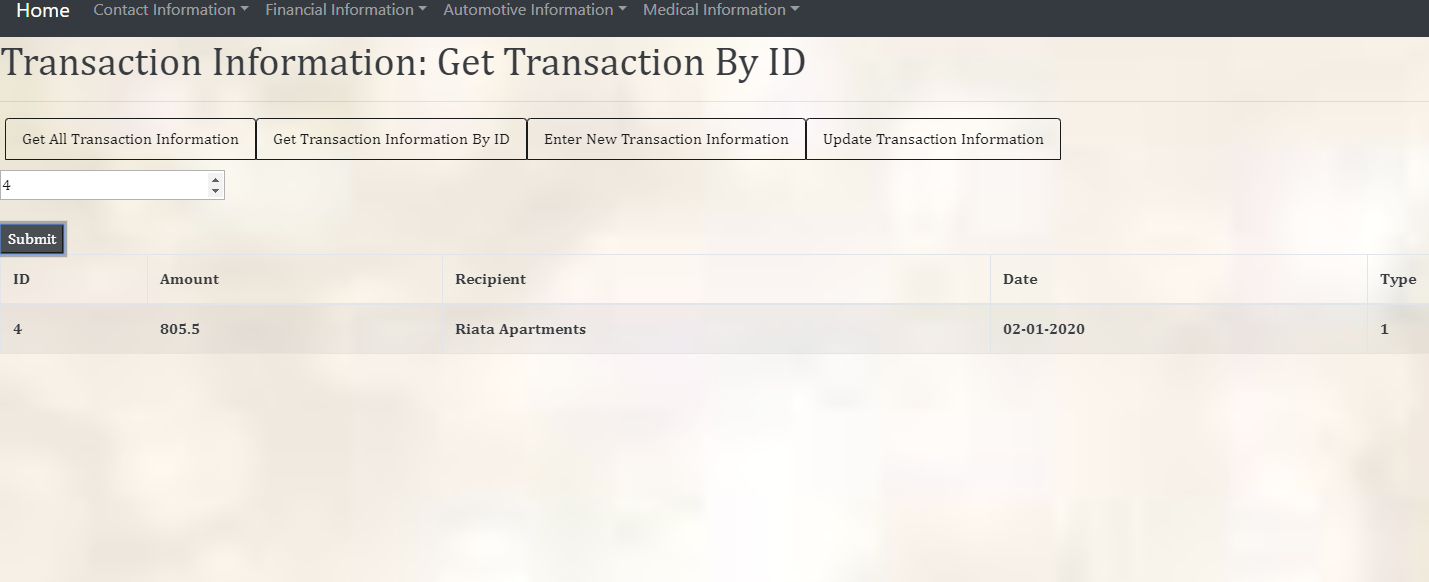 Home Contact Information Financial Information Automotive Information Medical Information
Transaction Information: Get Transaction By ID
Get All Transaction Information Get Transaction Information By ID Enter New Transaction Information Update Transaction Information
4
Submit
ID Amount Recipient Date Type
4 805.5 Riata Apartments 02-01-2020 1